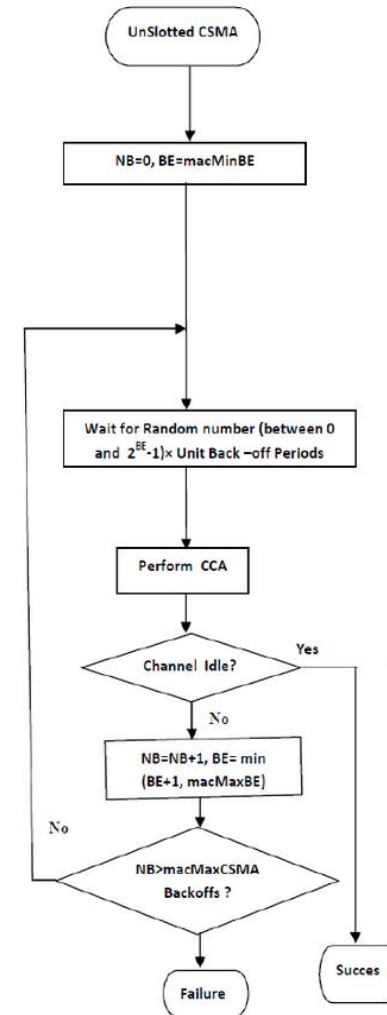 UnSlotted CSMA
NB=0, BE=macMinBE
Wait for Random number (between 0
and 2^BE-1)× Unit Back –off Periods
Perform CCA
Channel Idle?
Yes
No
NB=NB+1, BE= min
(BE+1, macMaxBE)
No
NB>macMaxCSMA
Backoffs ?
Succes
Failure